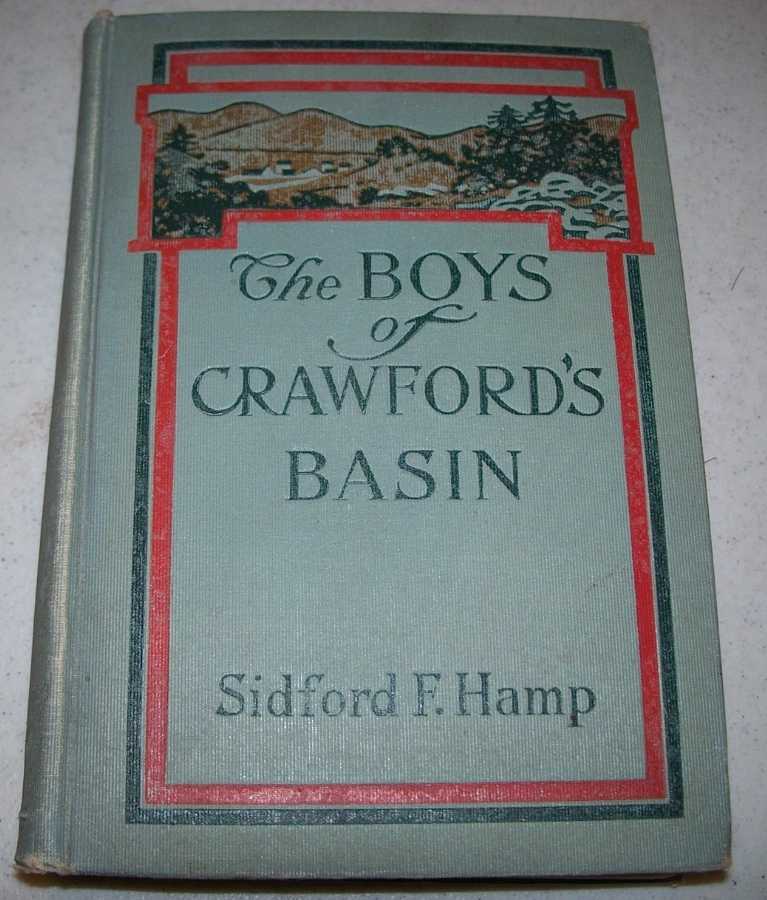 The BOYS
of
CRAWFORD'S
BASIN
Sidford F. Hamp